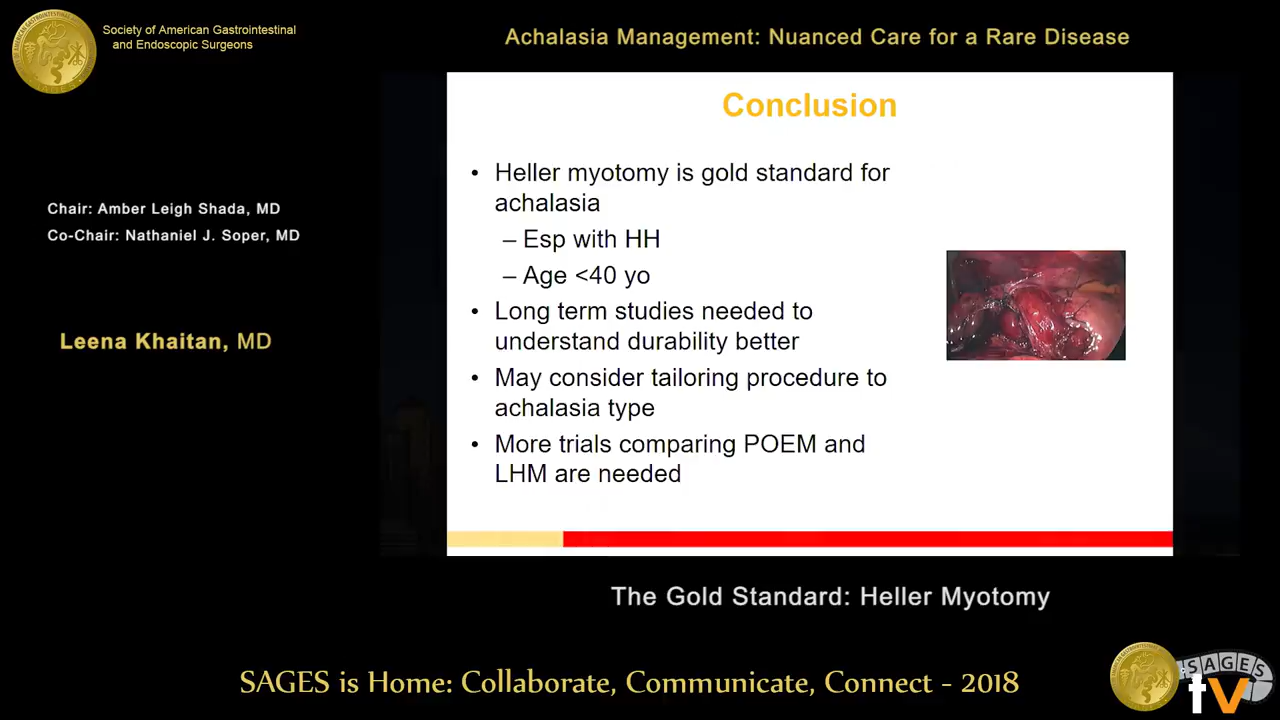 Society of American Gastrointestinal
and Endoscopic Surgeons
Achalasia Management: Nuanced Care for a Rare Disease
Chair: Amber Leigh Shada, MD
Co-Chair: Nathaniel J. Soper, MD
Leena Khaitan, MD
Conclusion
• Heller myotomy is gold standard for
achalasia
– Esp with HH
– Age <40 yo
• Long term studies needed to
understand durability better
• May consider tailoring procedure to
achalasia type
• More trials comparing POEM and
LHM are needed
The Gold Standard: Heller Myotomy
SAGES is Home: Collaborate, Communicate, Connect - 2018
SAGES
tv